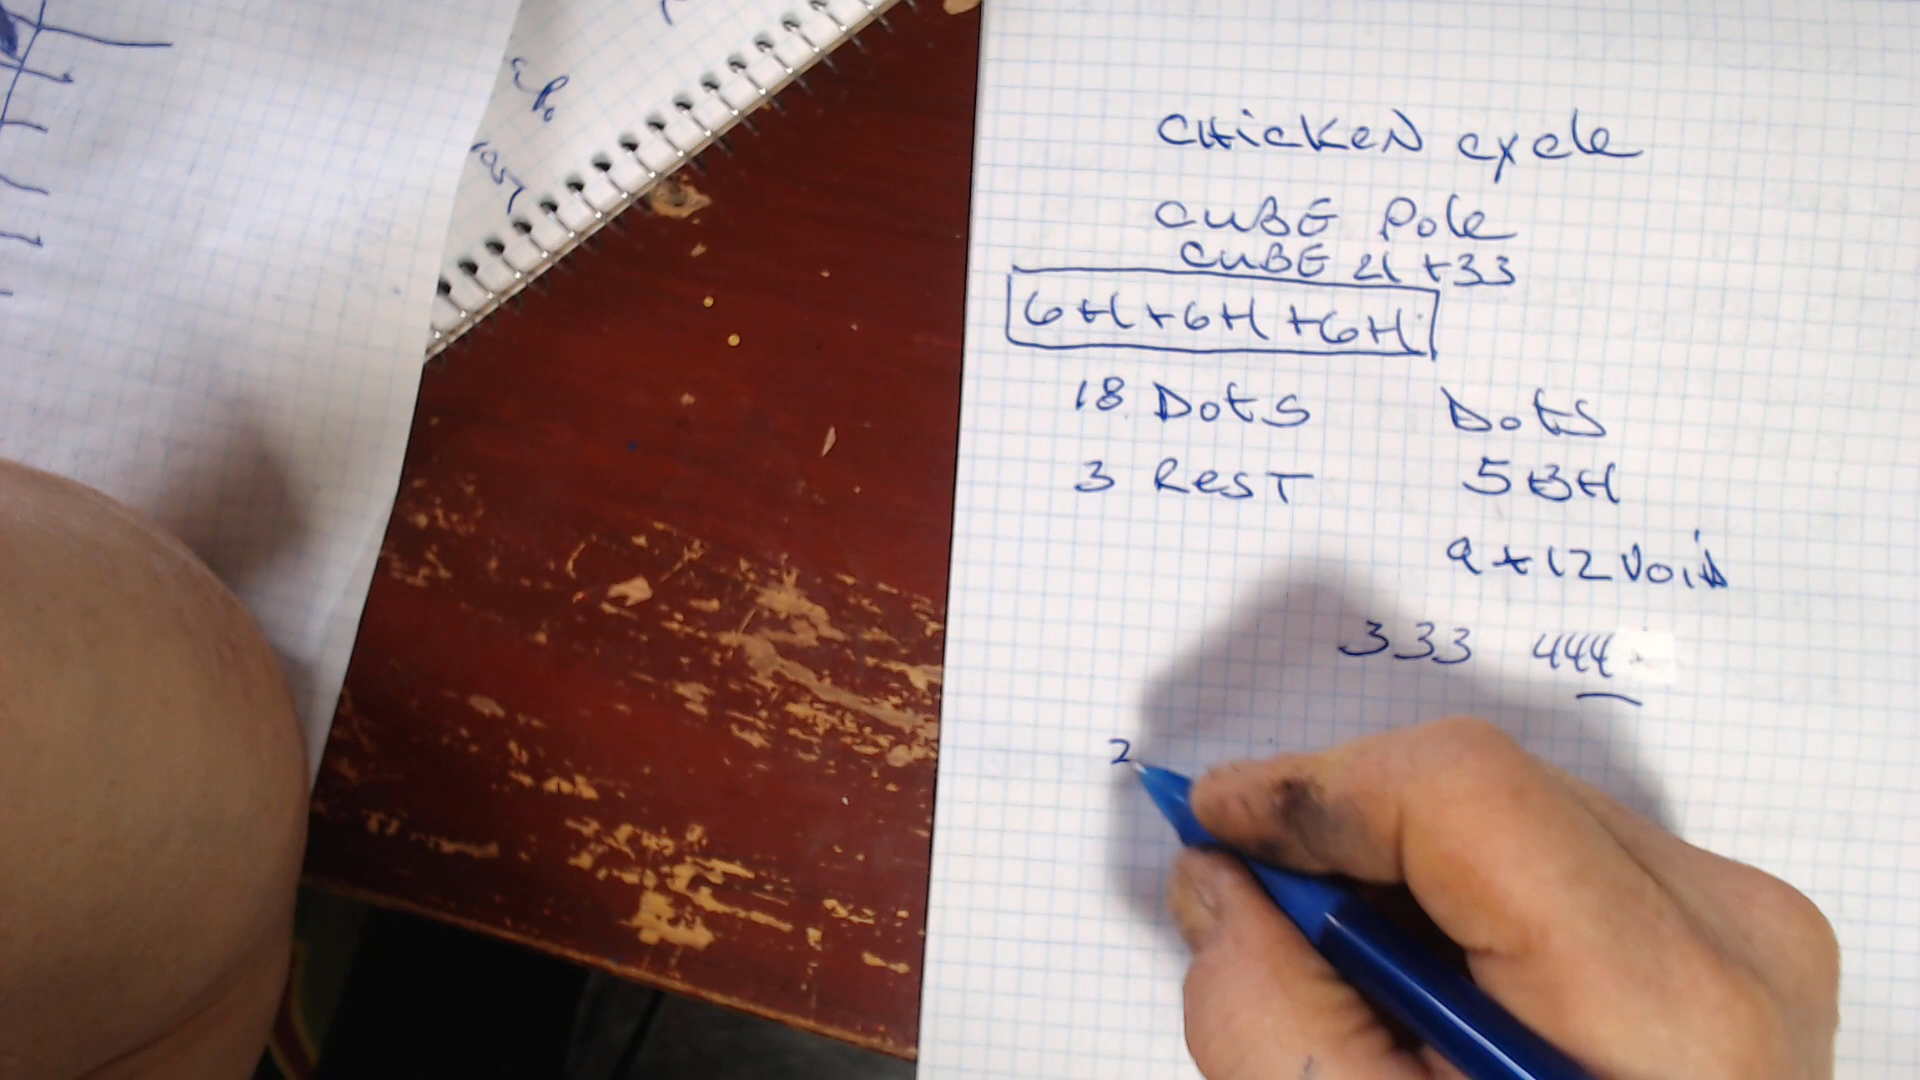 CHicKeN cycle
CUBE Pole
CUBE 21 +33
6H+6H+6H
18 Dots Dots
3 ResT 5+3H
9+12 Void
333 444
2